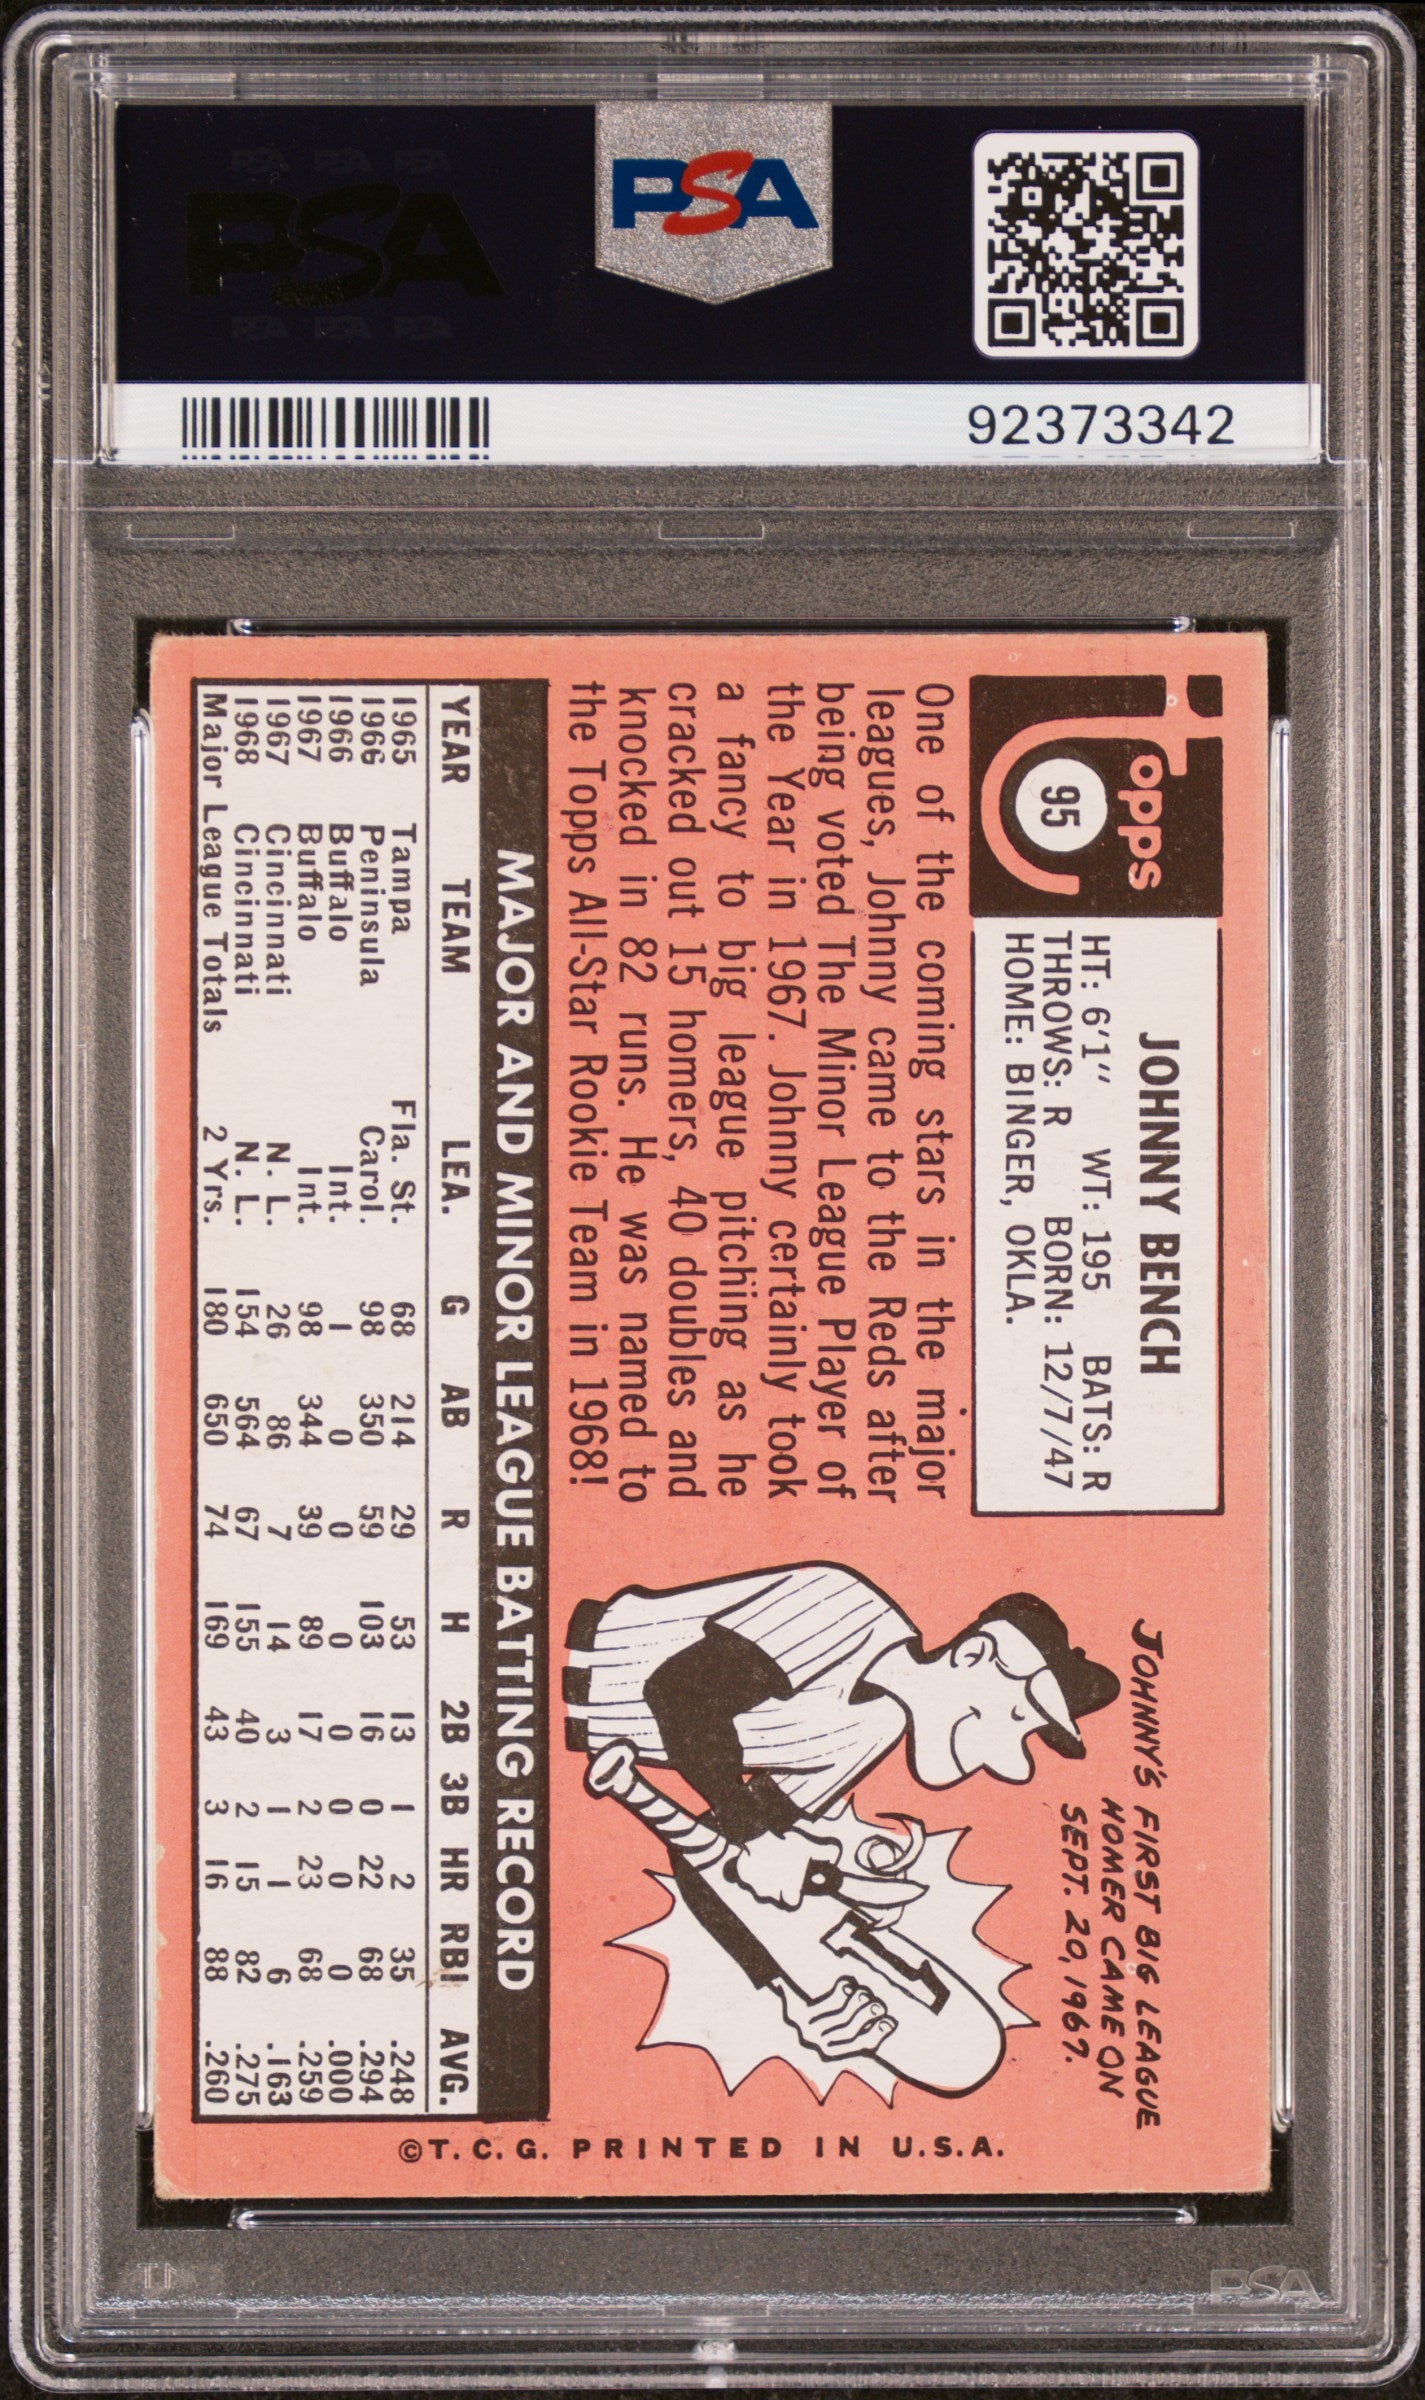 PSA PSA PSA
PSA
PSA PSA PSA
PSA
92373342
Topps
95
JOHNNY BENCH
HT: 6'1" WT: 195 BATS: R
THROWS: R BORN: 12/7/47
HOME: BINGER, OKLA.
One of the coming stars in the major
leagues, Johnny came to the Reds after
being voted The Minor League Player of
the Year in 1967. Johnny certainly took
a fancy to big league pitching as he
cracked out 15 homers, 40 doubles and
knocked in 82 runs. He was named to
the Topps All-Star Rookie Team in 1968!
JOHNNY'S FIRST BIG LEAGUE
HOMER CAME ON
SEPT. 20, 1967.
MAJOR AND MINOR LEAGUE BATTING RECORD
YEAR TEAM LEA. G AB R H 2B 3B HR RBI AVG.
1965 Tampa Fla. St. 68 214 29 53 13 1 2 35 .248
1966 Peninsula Carol. 98 350 59 103 16 0 22 68 .294
1966 Buffalo Int. 1 0 0 0 0 0 0 0 .000
1967 Buffalo Int. 98 344 39 89 17 2 23 68 .259
1967 Cincinnati N. L. 26 86 7 14 3 1 1 6 .163
1968 Cincinnati N. L. 154 564 67 155 40 2 15 82 .275
Major League Totals 2 Yrs. 180 650 74 169 43 3 16 88 .260
©T.C.G. PRINTED IN U.S.A.
PSA